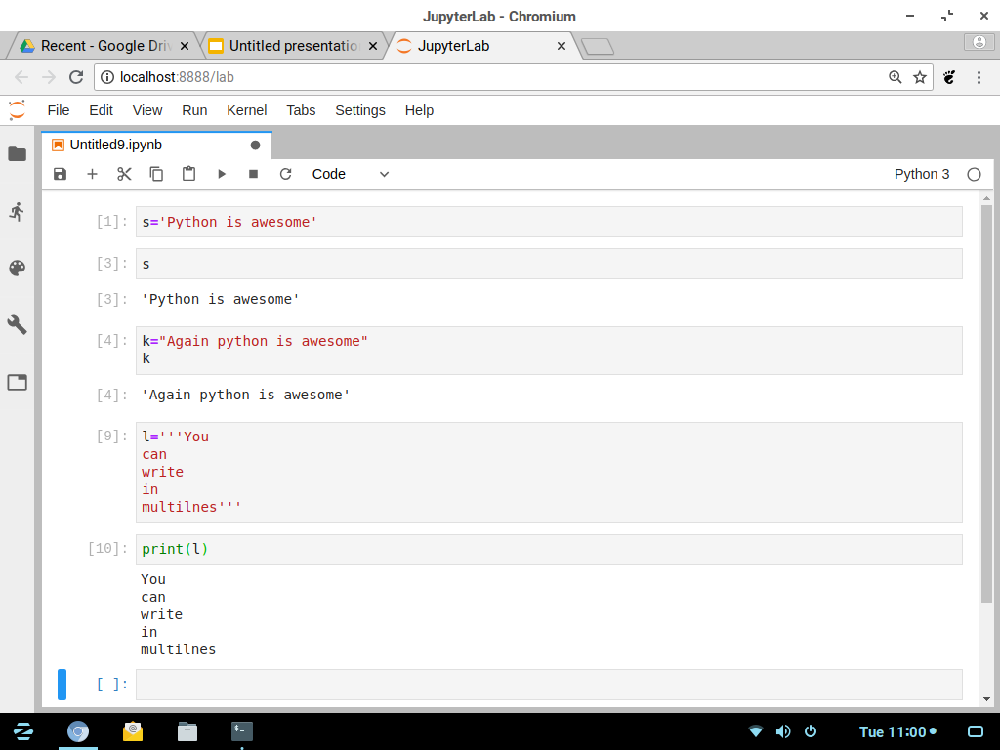 JupyterLab - Chromium
Recent - Google Driv
Untitled presentatio
JupyterLab
localhost:8888/lab
File Edit View Run Kernel Tabs Settings Help
Untitled9.ipynb
Code
Python 3
[1]: s='Python is awesome'
[3]: s
[3]: 'Python is awesome'
[4]: k="Again python is awesome"
k
[4]: 'Again python is awesome'
[9]: l='''You
can
write
in
multilnes'''
[10]: print(l)
You
can
write
in
multilnes
[ ]:
Tue 11:00